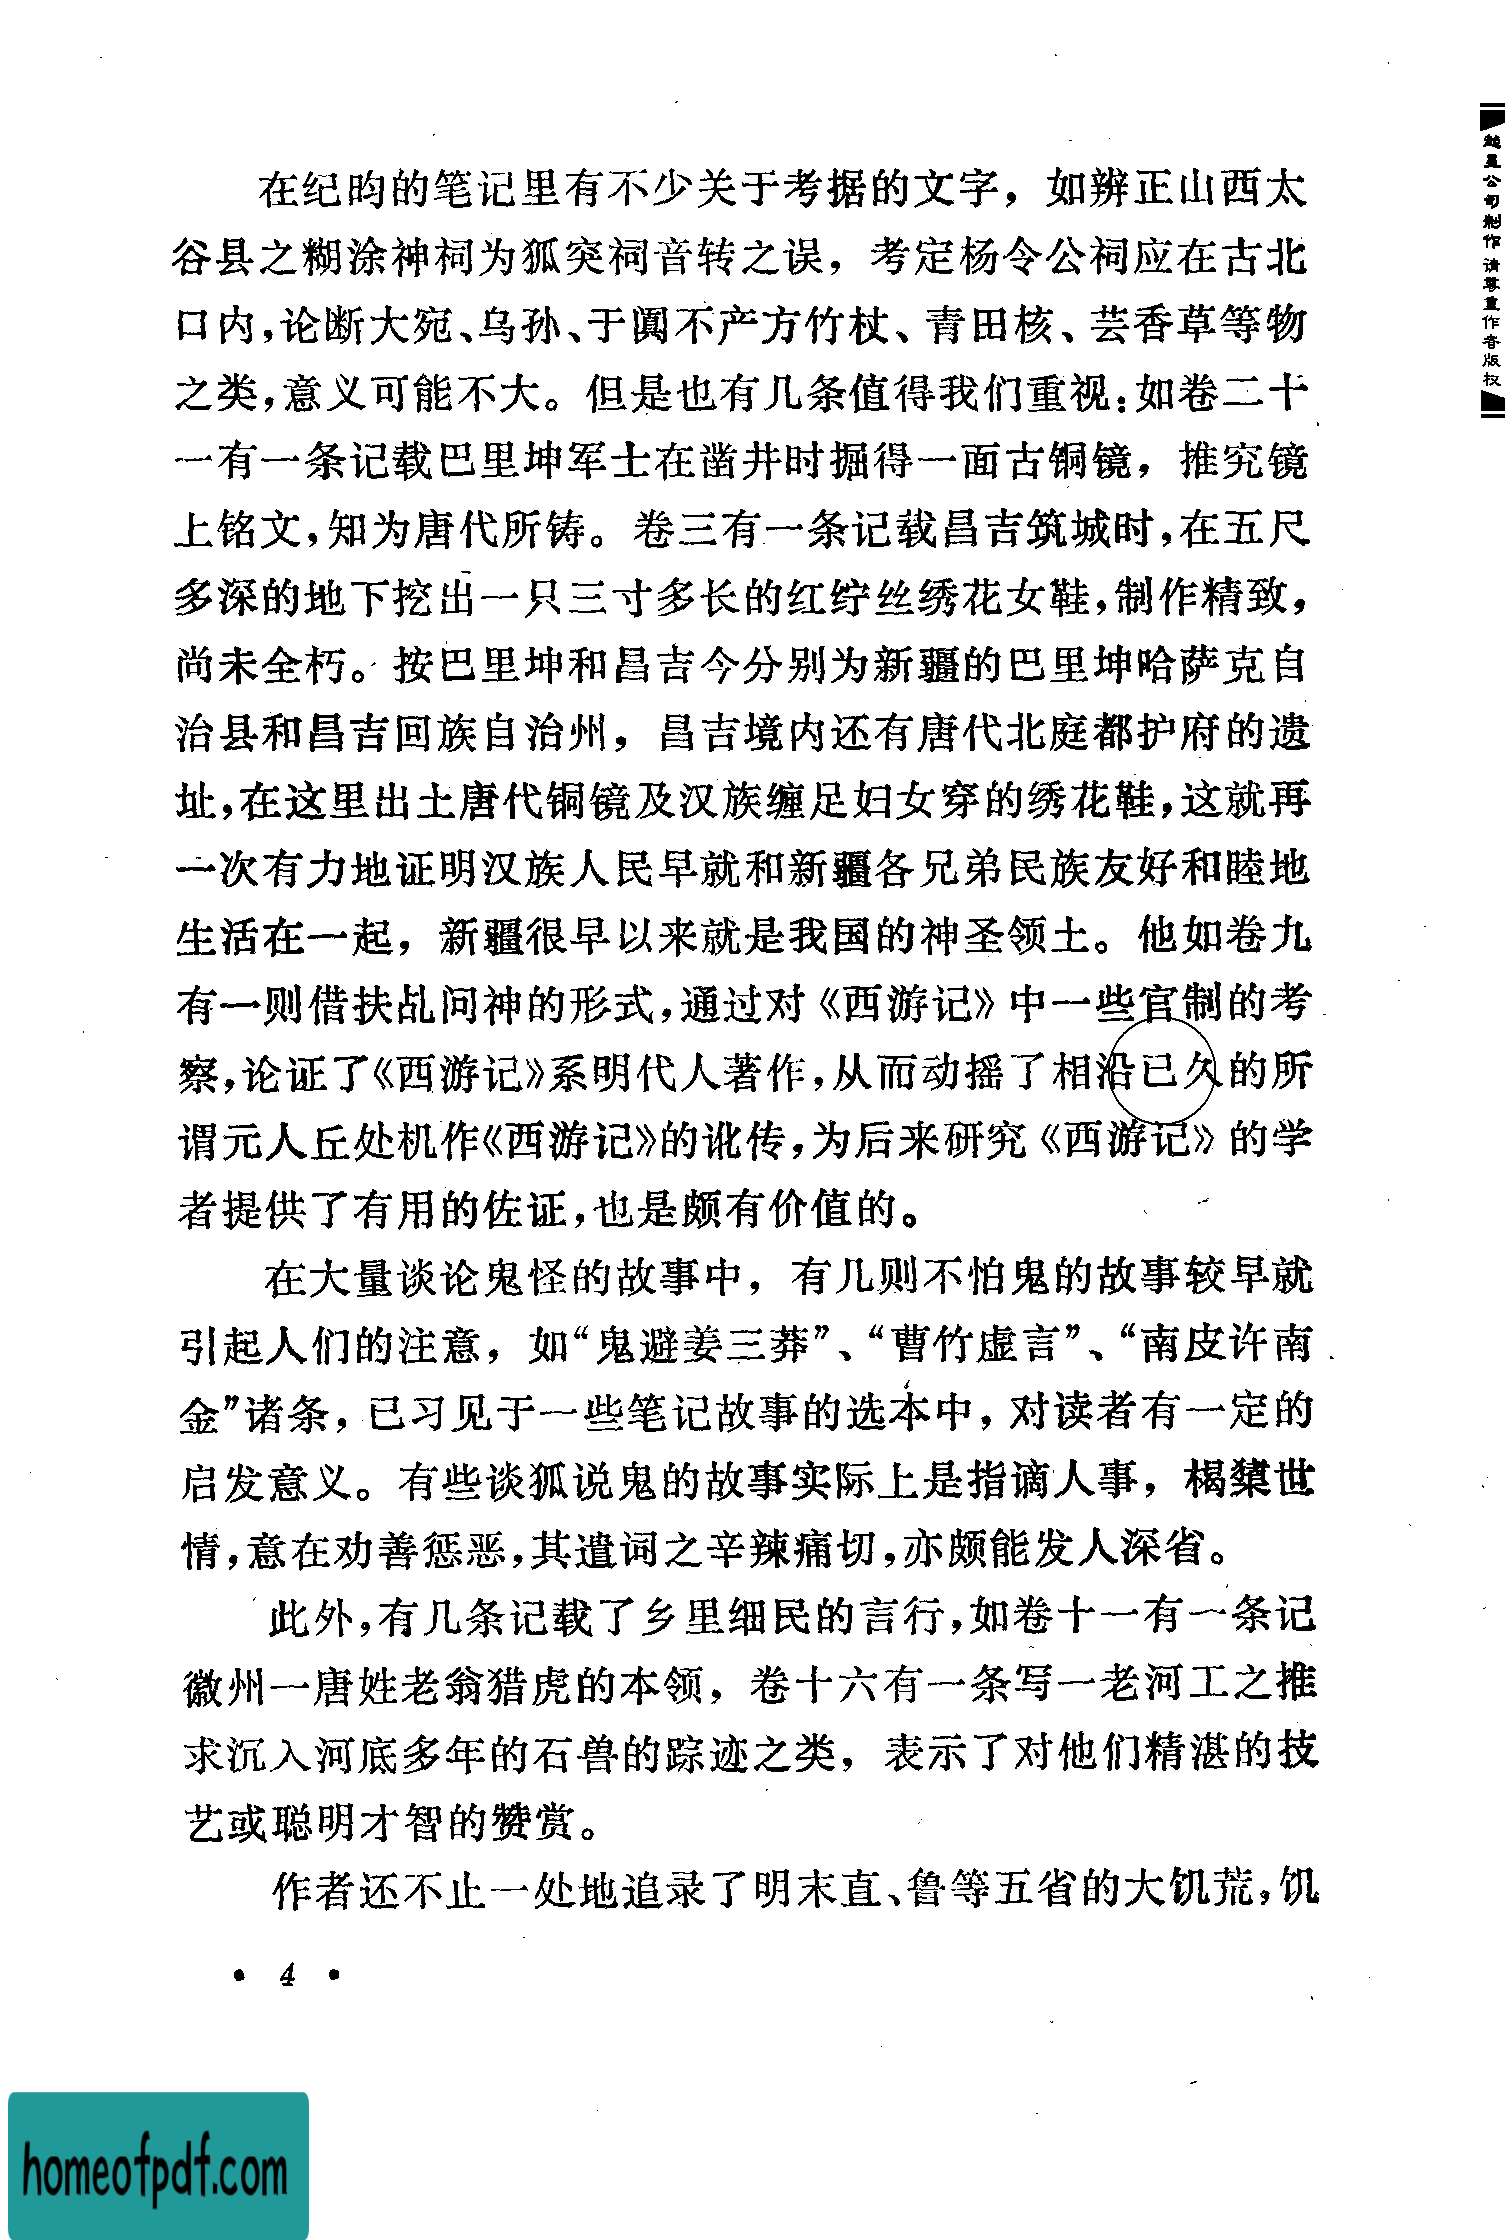 在纪昀的笔记里有不少关于考据的文字，如辨正山西太
谷县之糊涂神祠为狐突祠音转之误，考定杨令公祠应在古北
口内，论断大宛、乌孙、于阗不产方竹杖、青田核、芸香草等物
之类，意义可能不大。但是也有几条值得我们重视：如卷二十
一有一条记载巴里坤军士在凿井时掘得一面古铜镜，推究镜
上铭文，知为唐代所铸。卷三有一条记载昌吉筑城时，在五尺
多深的地下挖出一只三寸多长的红纻丝绣花女鞋，制作精致，
尚未全朽。按巴里坤和昌吉今分别为新疆的巴里坤哈萨克自
治县和昌吉回族自治州，昌吉境内还有唐代北庭都护府的遗
址，在这里出土唐代铜镜及汉族缠足妇女穿的绣花鞋，这就再
一次有力地证明汉族人民早就和新疆各兄弟民族友好和睦地
生活在一起，新疆很早以来就是我国的神圣领土。他如卷九
有一则借扶乩问神的形式，通过对《西游记》中一些官制的考
察，论证了《西游记》系明代人著作，从而动摇了相沿已久的所
谓元人丘处机作《西游记》的讹传，为后来研究《西游记》的学
者提供了有用的佐证，也是颇有价值的。
在大量谈论鬼怪的故事中，有几则不怕鬼的故事较早就
引起人们的注意，如“鬼避姜三莽”、“曹竹虚言”、“南皮许南
金”诸条，已习见于一些笔记故事的选本中，对读者有一定的
启发意义。有些谈狐说鬼的故事实际上是指谪人事，楬橥世
情，意在劝善惩恶，其遣词之辛辣痛切，亦颇能发人深省。
此外，有几条记载了乡里细民的言行，如卷十一有一条记
徽州一唐姓老翁猎虎的本领，卷十六有一条写一老河工之推
求沉入河底多年的石兽的踪迹之类，表示了对他们精湛的技
艺或聪明才智的赞赏。
作者还不止一处地追录了明末直、鲁等五省的大饥荒，饥
• 4 •
超星公司制作 请尊重作者版权
homeofpdf.com